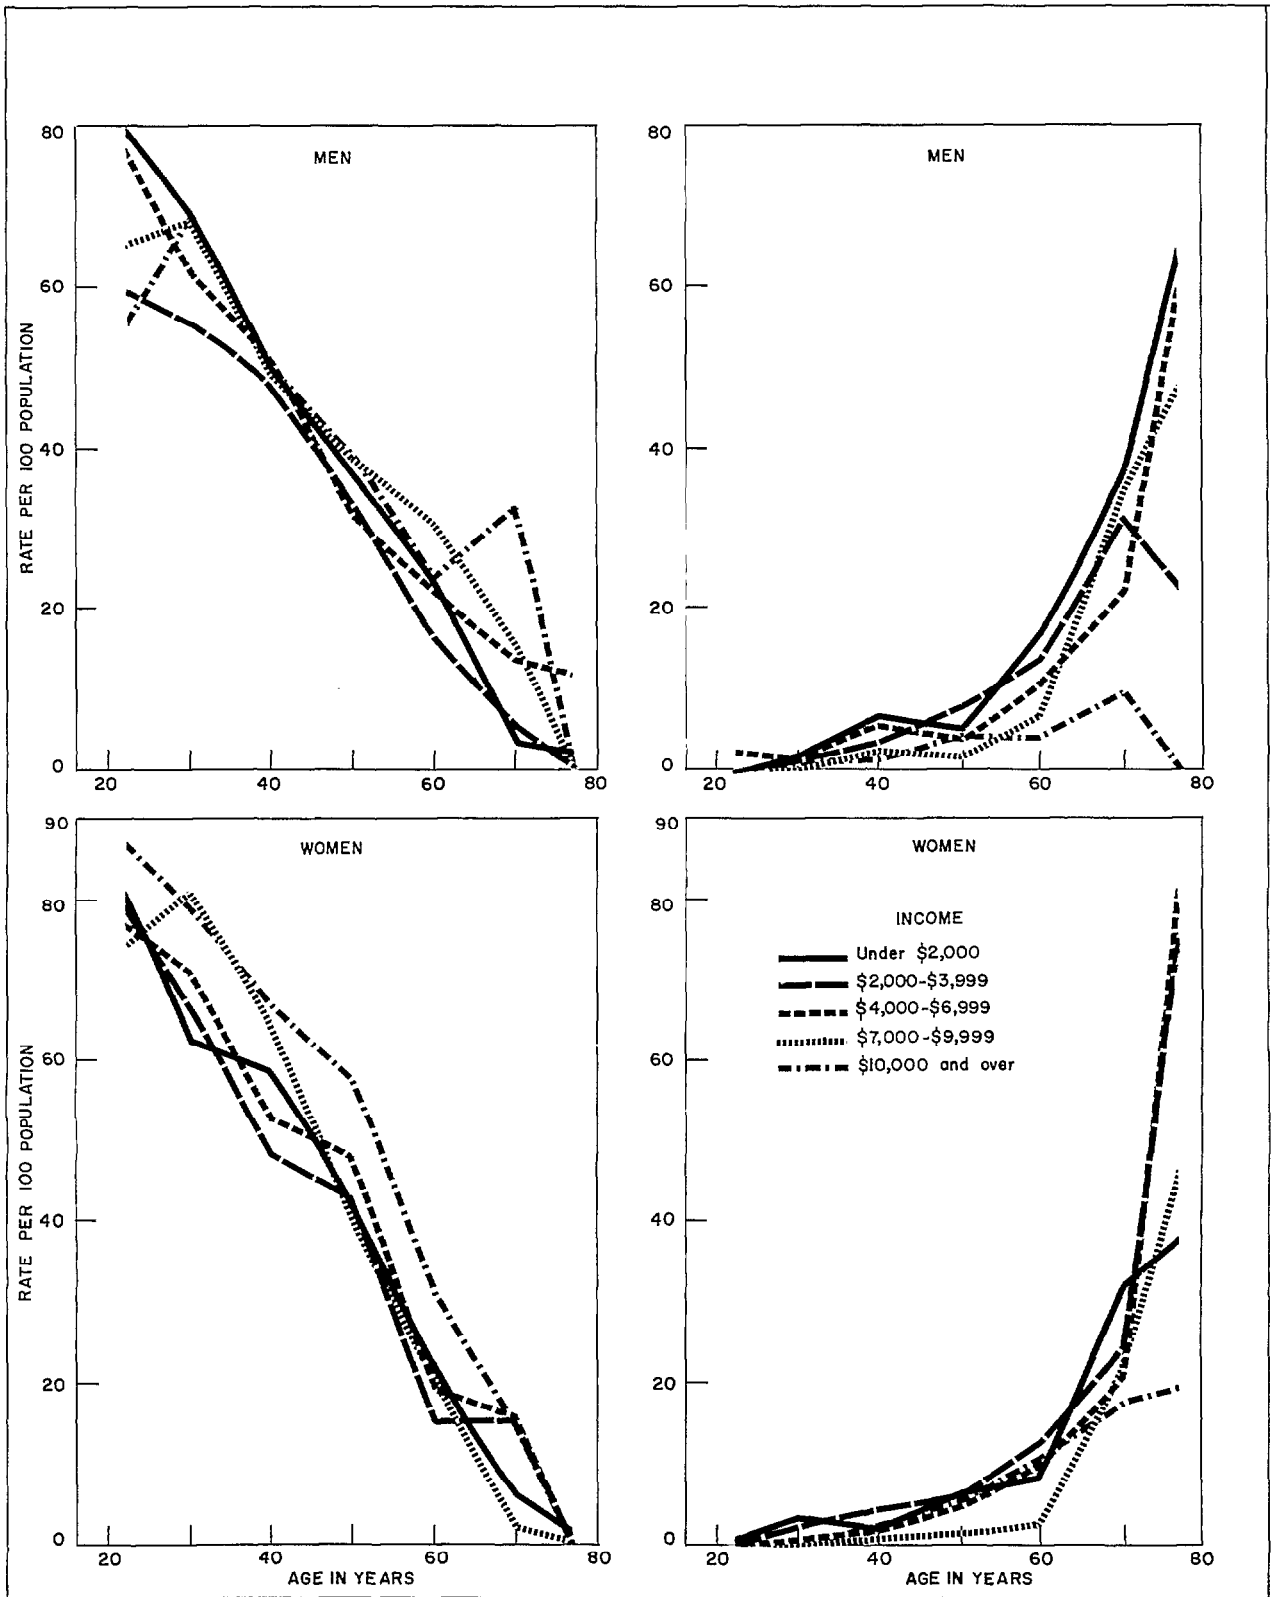 MEN
80
60
40
20
0
RATE PER 100 POPULATION
20 40 60 80
MEN
80
60
40
20
0
20 40 60 80
WOMEN
90
80
60
40
20
0
RATE PER 100 POPULATION
20 40 60 80
AGE IN YEARS
WOMEN
90
80
60
40
20
0
INCOME
Under $2,000
$2,000-$3,999
$4,000-$6,999
$7,000-$9,999
$10,000 and over
20 40 60 80
AGE IN YEARS